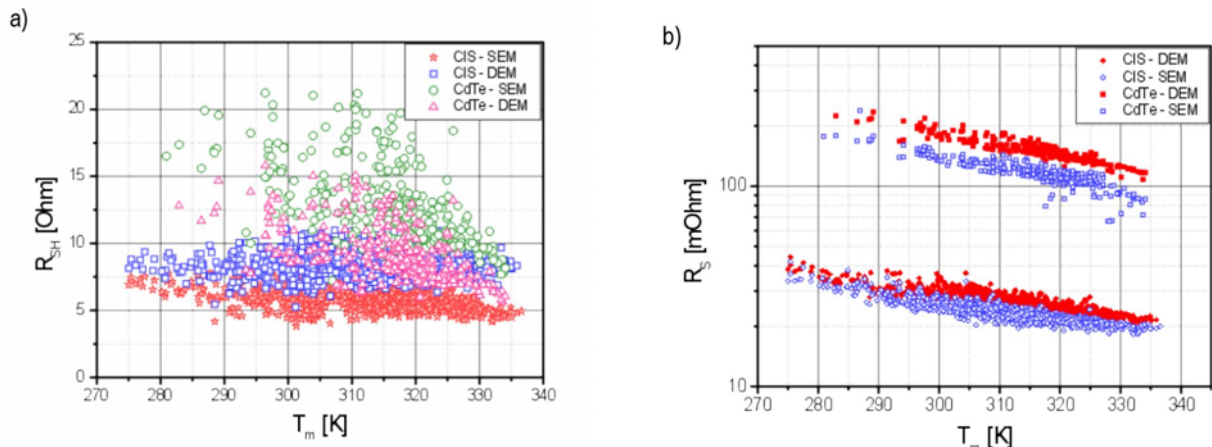 a)
25
20
15
10
5
0
R_SH [Ohm]
CIS - SEM
CIS - DEM
CdTe - SEM
CdTe - DEM
270 280 290 300 310 320 330 340
T_m [K]
b)
100
10
R_S [mOhm]
CIS - DEM
CIS - SEM
CdTe - DEM
CdTe - SEM
270 280 290 300 310 320 330 340
T_m [K]